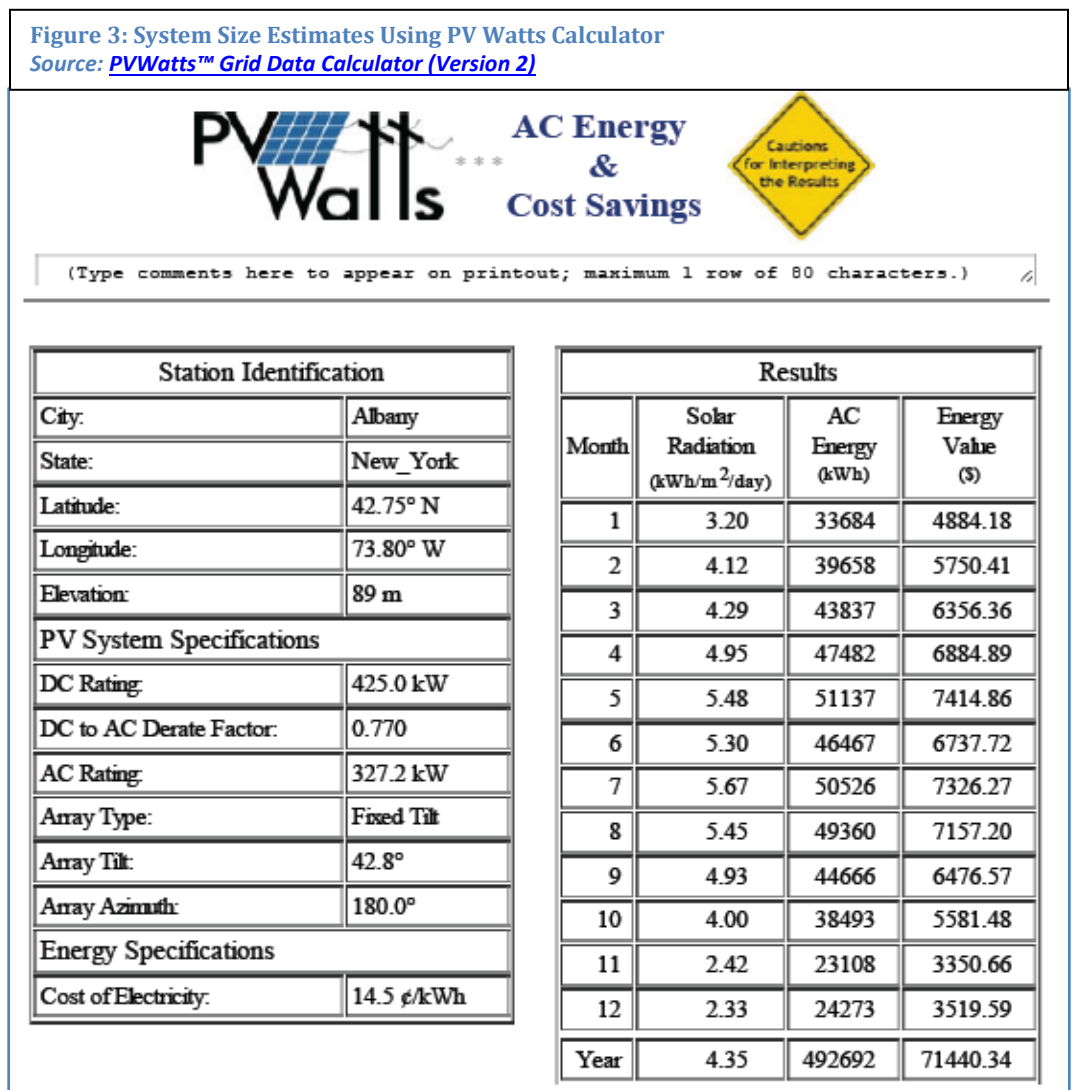 Figure 3: System Size Estimates Using PV Watts Calculator
Source: PVWatts™ Grid Data Calculator (Version 2)
PV Watts
* * *
AC Energy
&
Cost Savings
Cautions
for Interpreting
the Results
(Type comments here to appear on printout; maximum 1 row of 80 characters.)
Station Identification
City: Albany
State: New_York
Latitude: 42.75° N
Longitude: 73.80° W
Elevation: 89 m
PV System Specifications
DC Rating: 425.0 kW
DC to AC Derate Factor: 0.770
AC Rating: 327.2 kW
Array Type: Fixed Tilt
Array Tilt: 42.8°
Array Azimuth: 180.0°
Energy Specifications
Cost of Electricity: 14.5 ¢/kWh
Results
Month Solar Radiation (kWh/m²/day) AC Energy (kWh) Energy Value ($)
1 3.20 33684 4884.18
2 4.12 39658 5750.41
3 4.29 43837 6356.36
4 4.95 47482 6884.89
5 5.48 51137 7414.86
6 5.30 46467 6737.72
7 5.67 50526 7326.27
8 5.45 49360 7157.20
9 4.93 44666 6476.57
10 4.00 38493 5581.48
11 2.42 23108 3350.66
12 2.33 24273 3519.59
Year 4.35 492692 71440.34